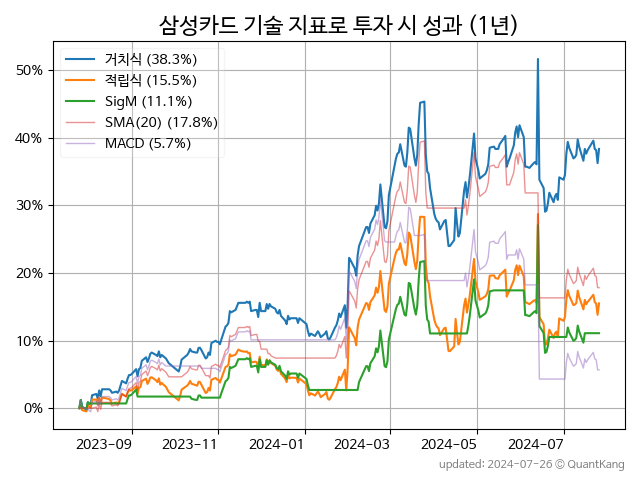 삼성카드 기술 지표로 투자 시 성과 (1년)
거치식 (38.3%)
적립식 (15.5%)
SigM (11.1%)
SMA(20) (17.8%)
MACD (5.7%)
50%
40%
30%
20%
10%
0%
2023-09 2023-11 2024-01 2024-03 2024-05 2024-07
updated: 2024-07-26 © QuantKang